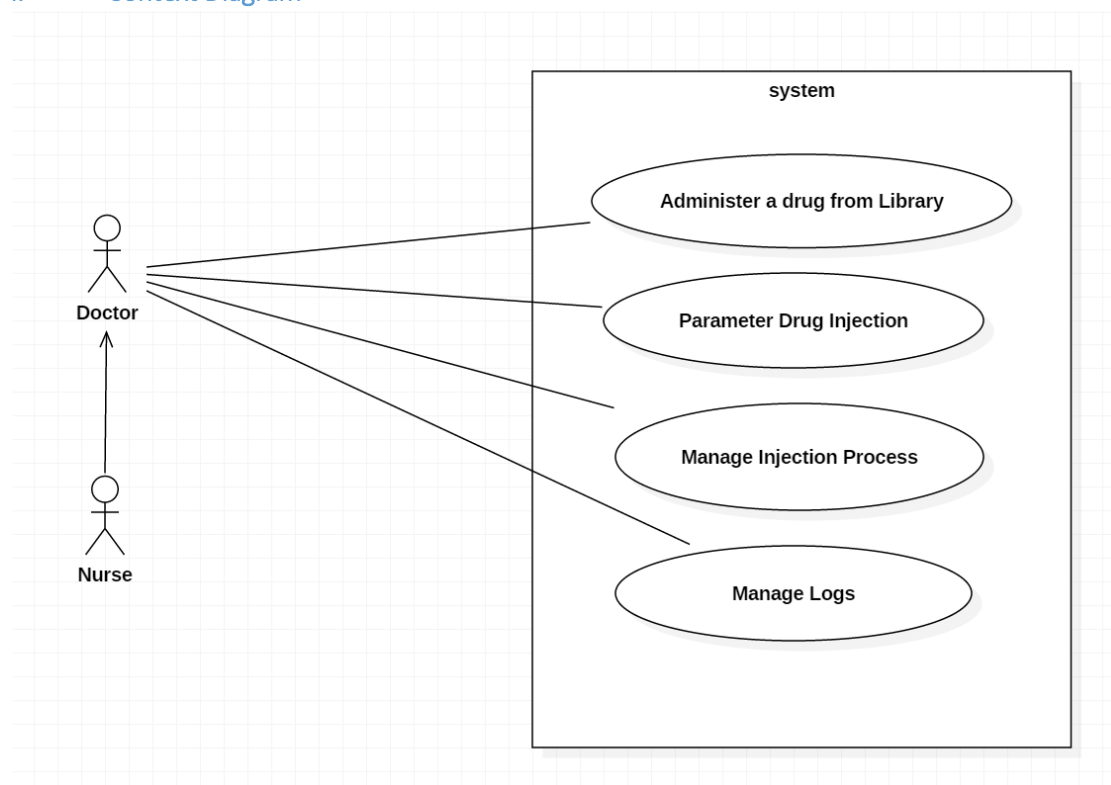 Context Diagram
system
Administer a drug from Library
Doctor
Parameter Drug Injection
Manage Injection Process
Nurse
Manage Logs